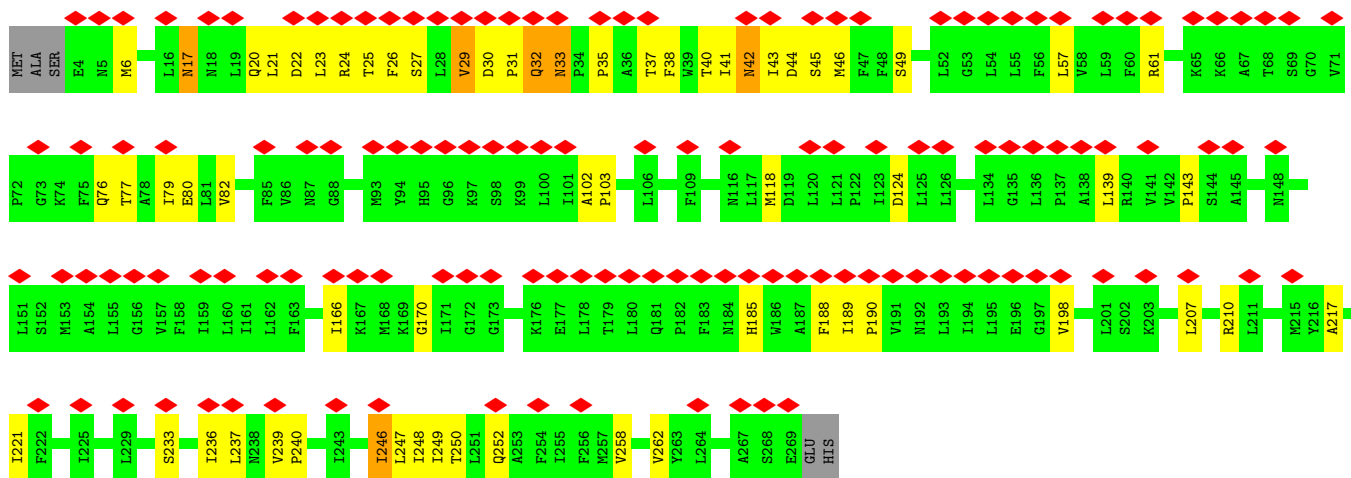 MET ALA SER E4 N5 M6 L16 N17 N18 L19 Q20 L21 D22 L23 R24 T25 F26 S27 L28 V29 D30 P31 Q32 N33 P34 P35 A36 T37 F38 W39 T40 I41 N42 I43 D44 S45 M46 F47 F48 S49 L52 G53 L54 L55 F56 L57 V58 L59 F60 R61 K65 K66 A67 T68 S69 G70 V71
P72 G73 K74 F75 Q76 T77 A78 I79 E80 L81 V82 F85 V86 N87 G88 M93 Y94 H95 G96 K97 S98 K99 L100 I101 A102 P103 L106 F109 N116 L117 M118 D119 L120 L121 P122 I123 D124 L125 L126 L134 G135 L136 P137 A138 L139 R140 V141 V142 P143 S144 A145 N148
L151 S152 M153 A154 L155 G156 V157 F158 I159 L160 I161 L162 F163 I166 K167 M168 K169 G170 I171 G172 G173 K176 E177 L178 T179 L180 Q181 P182 F183 N184 H185 W186 A187 F188 I189 P190 V191 N192 L193 I194 L195 E196 G197 V198 L201 S202 K203 L207 R210 L211 M215 Y216 A217
I221 F222 I225 L229 S233 I236 L237 N238 V239 P240 I243 I246 L247 I248 I249 T250 L251 Q252 A253 F254 I255 F256 M257 V258 V262 Y263 L264 A267 S268 E269 GLU HIS